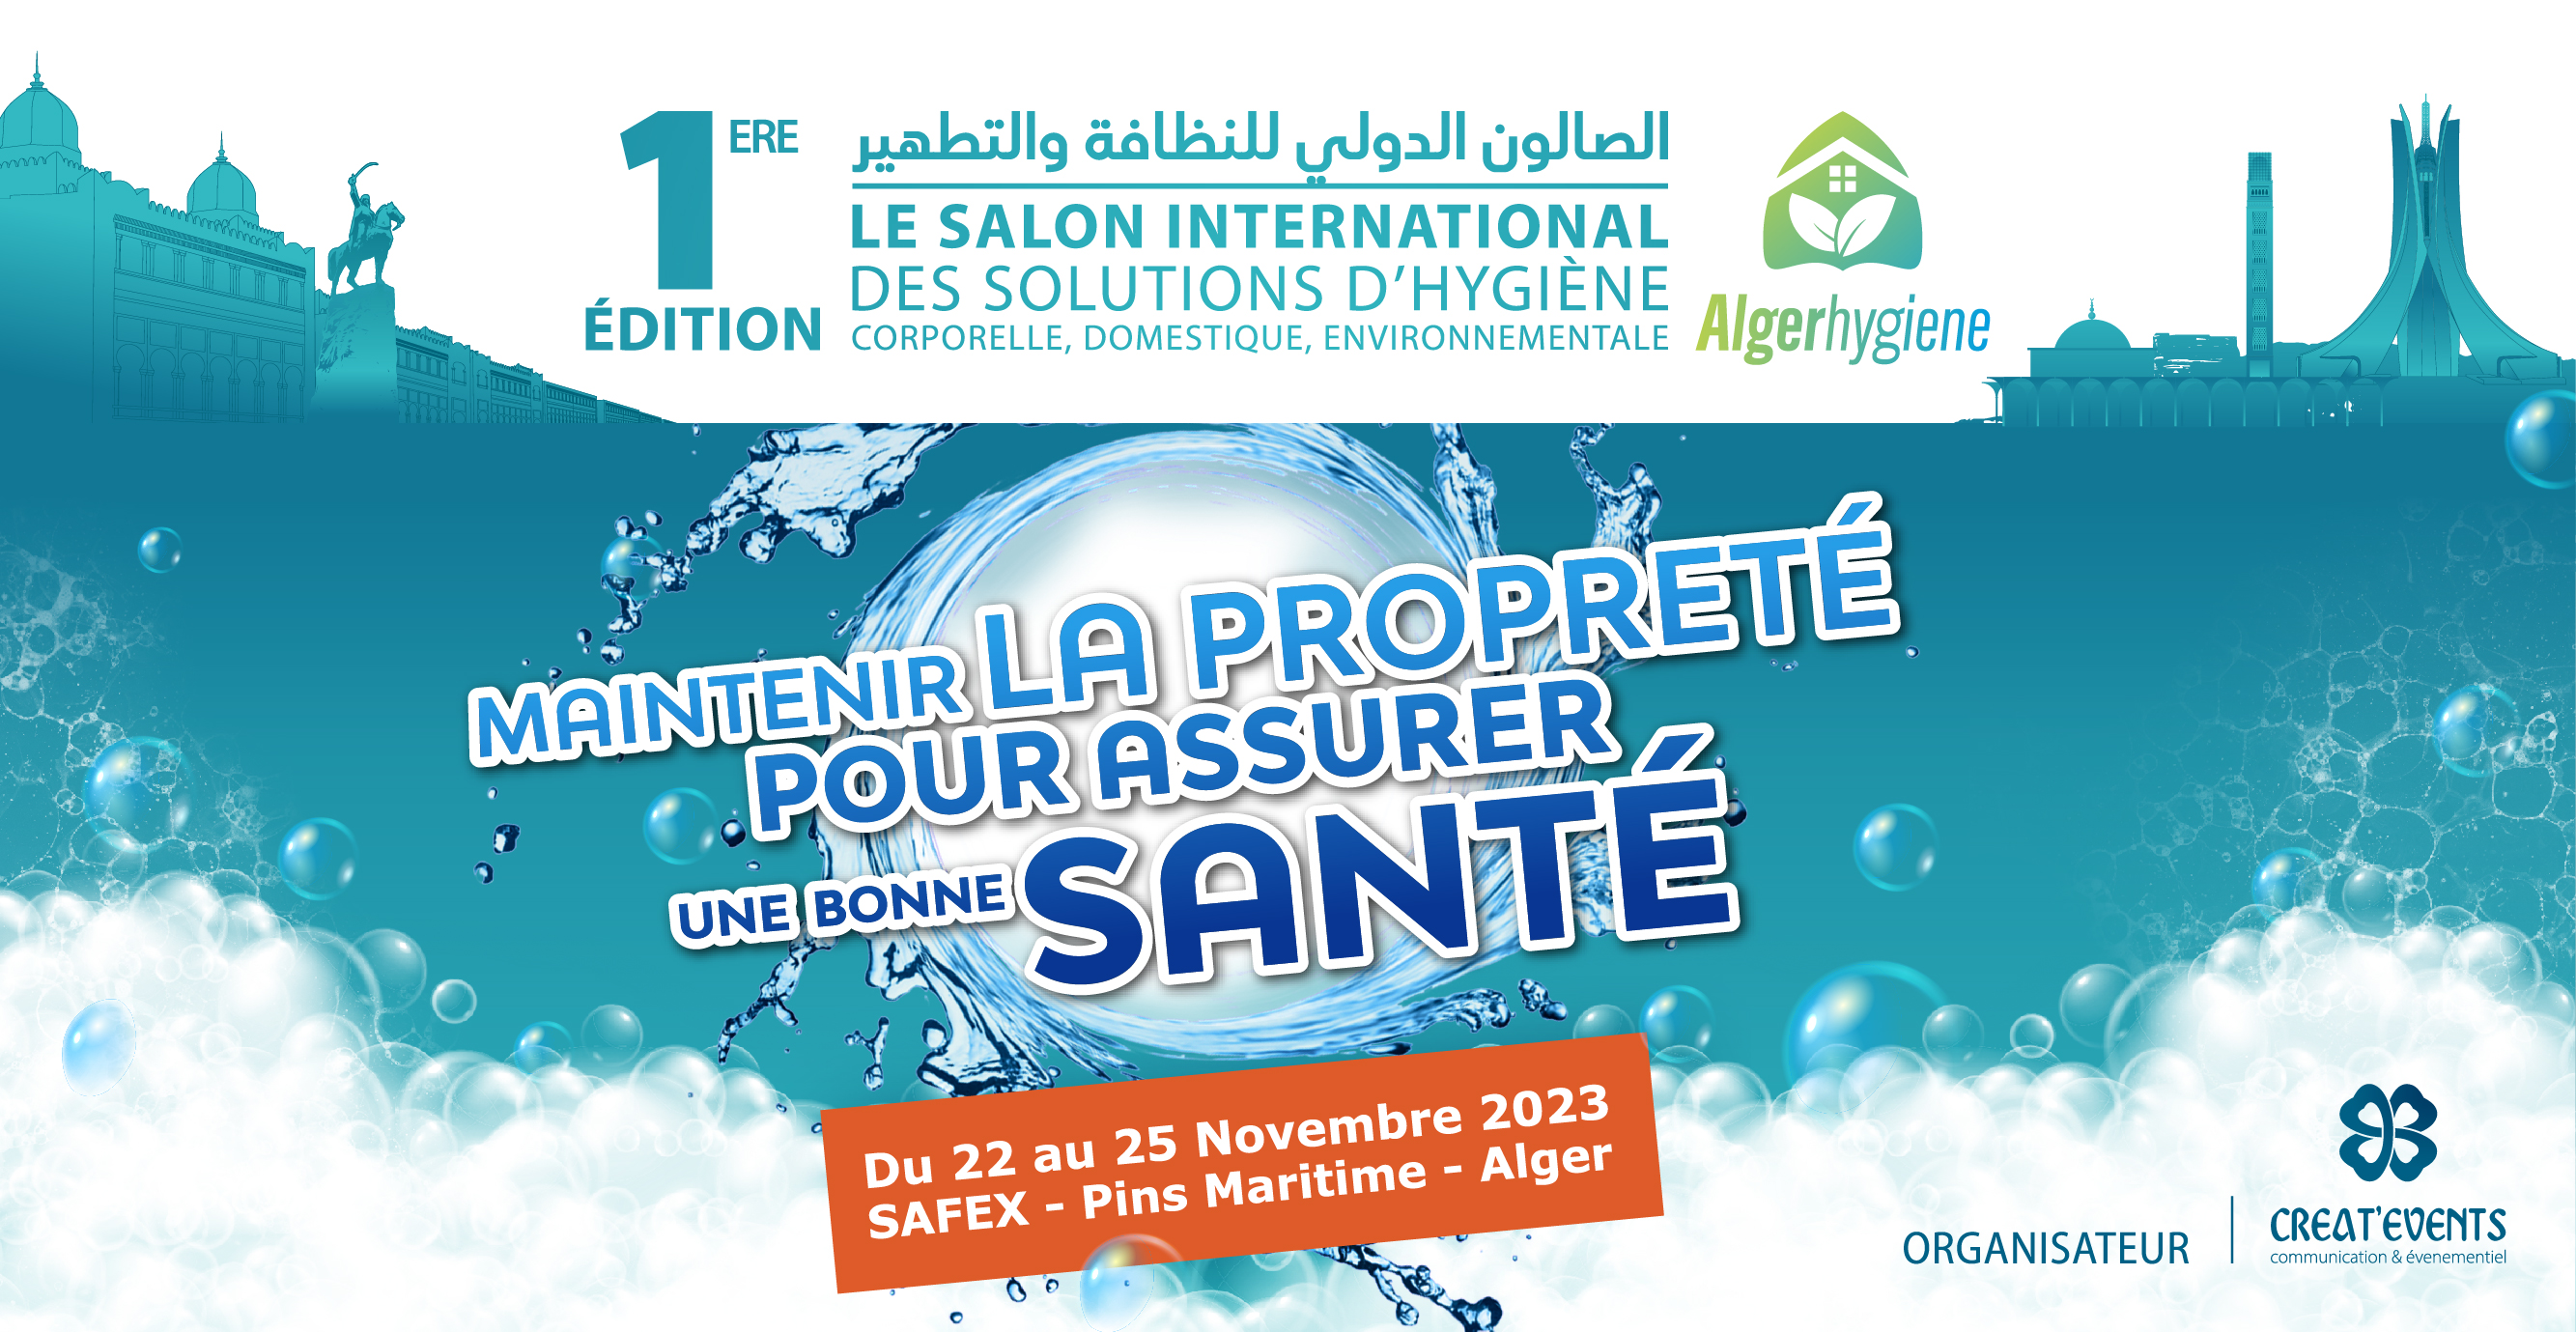 1ERE
ÉDITION
الصالون الدولي للنظافة والتطهير
LE SALON INTERNATIONAL
DES SOLUTIONS D'HYGIÈNE
CORPORELLE, DOMESTIQUE, ENVIRONNEMENTALE
Algerhygiene
MAINTENIR LA PROPRETÉ
POUR ASSURER
UNE BONNE SANTÉ
Du 22 au 25 Novembre 2023
SAFEX - Pins Maritime - Alger
ORGANISATEUR
CREAT'EVENTS
communication & évenementiel